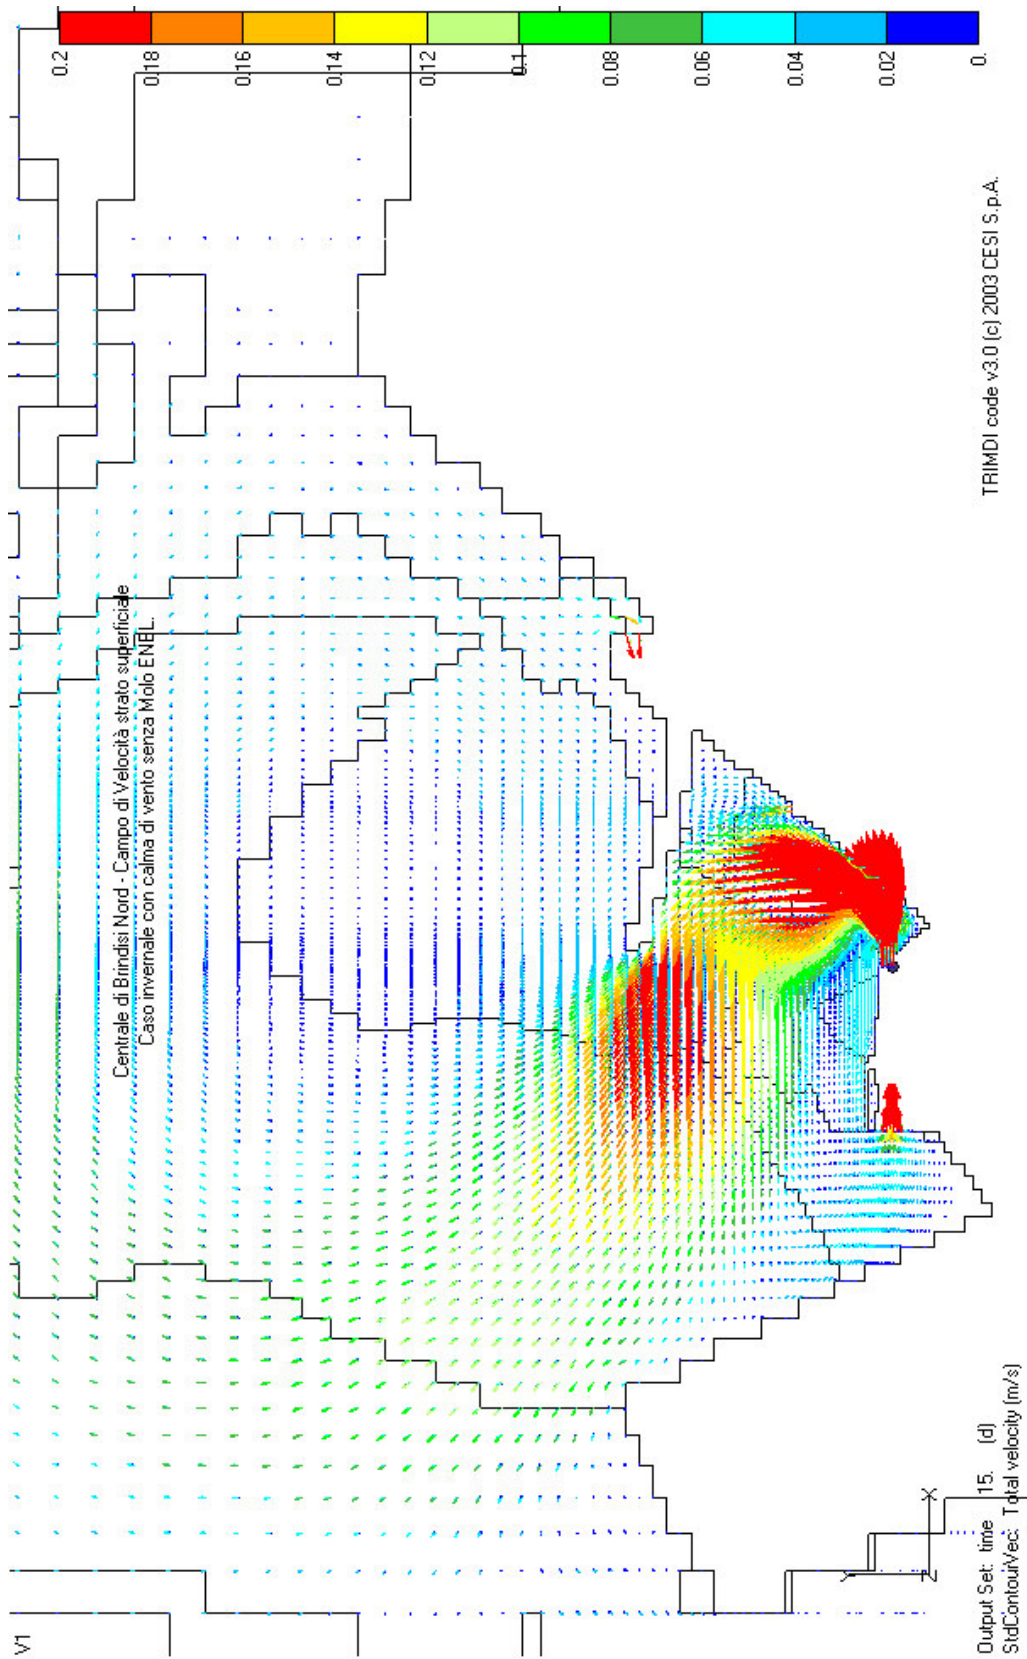 V1
Centrale di Brindisi Nord - Campo di Velocità strato superficiale
Caso invernale con calma di vento senza Molo ENEL.
0.2
0.18
0.16
0.14
0.12
0.1
0.08
0.06
0.04
0.02
0.
TRIMDI code v3.0 (c) 2003 CESI S.p.A.
Y
X
Z
Output Set: time 15. (d)
StdContourVec: Total velocity (m/s)